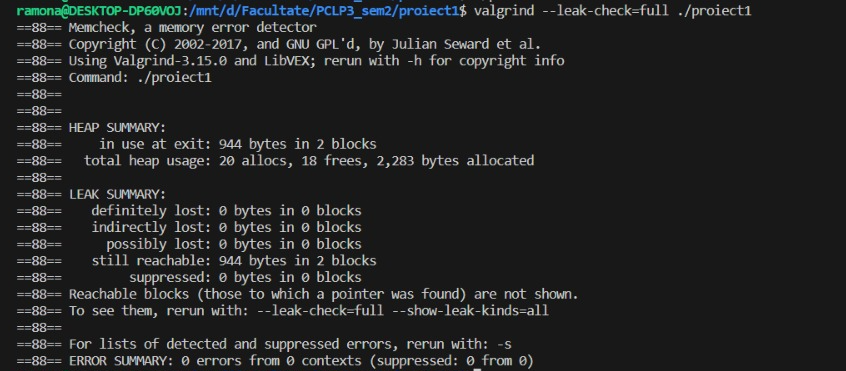 ramona@DESKTOP-DP60VOJ:/mnt/d/Facultate/PCLP3_sem2/proiect1$ valgrind --leak-check=full ./proiect1
==88== Memcheck, a memory error detector
==88== Copyright (C) 2002-2017, and GNU GPL'd, by Julian Seward et al.
==88== Using Valgrind-3.15.0 and LibVEX; rerun with -h for copyright info
==88== Command: ./proiect1
==88==
==88==
==88== HEAP SUMMARY:
==88==     in use at exit: 944 bytes in 2 blocks
==88==   total heap usage: 20 allocs, 18 frees, 2,283 bytes allocated
==88==
==88== LEAK SUMMARY:
==88==    definitely lost: 0 bytes in 0 blocks
==88==    indirectly lost: 0 bytes in 0 blocks
==88==      possibly lost: 0 bytes in 0 blocks
==88==    still reachable: 944 bytes in 2 blocks
==88==         suppressed: 0 bytes in 0 blocks
==88== Reachable blocks (those to which a pointer was found) are not shown.
==88== To see them, rerun with: --leak-check=full --show-leak-kinds=all
==88==
==88== For lists of detected and suppressed errors, rerun with: -s
==88== ERROR SUMMARY: 0 errors from 0 contexts (suppressed: 0 from 0)